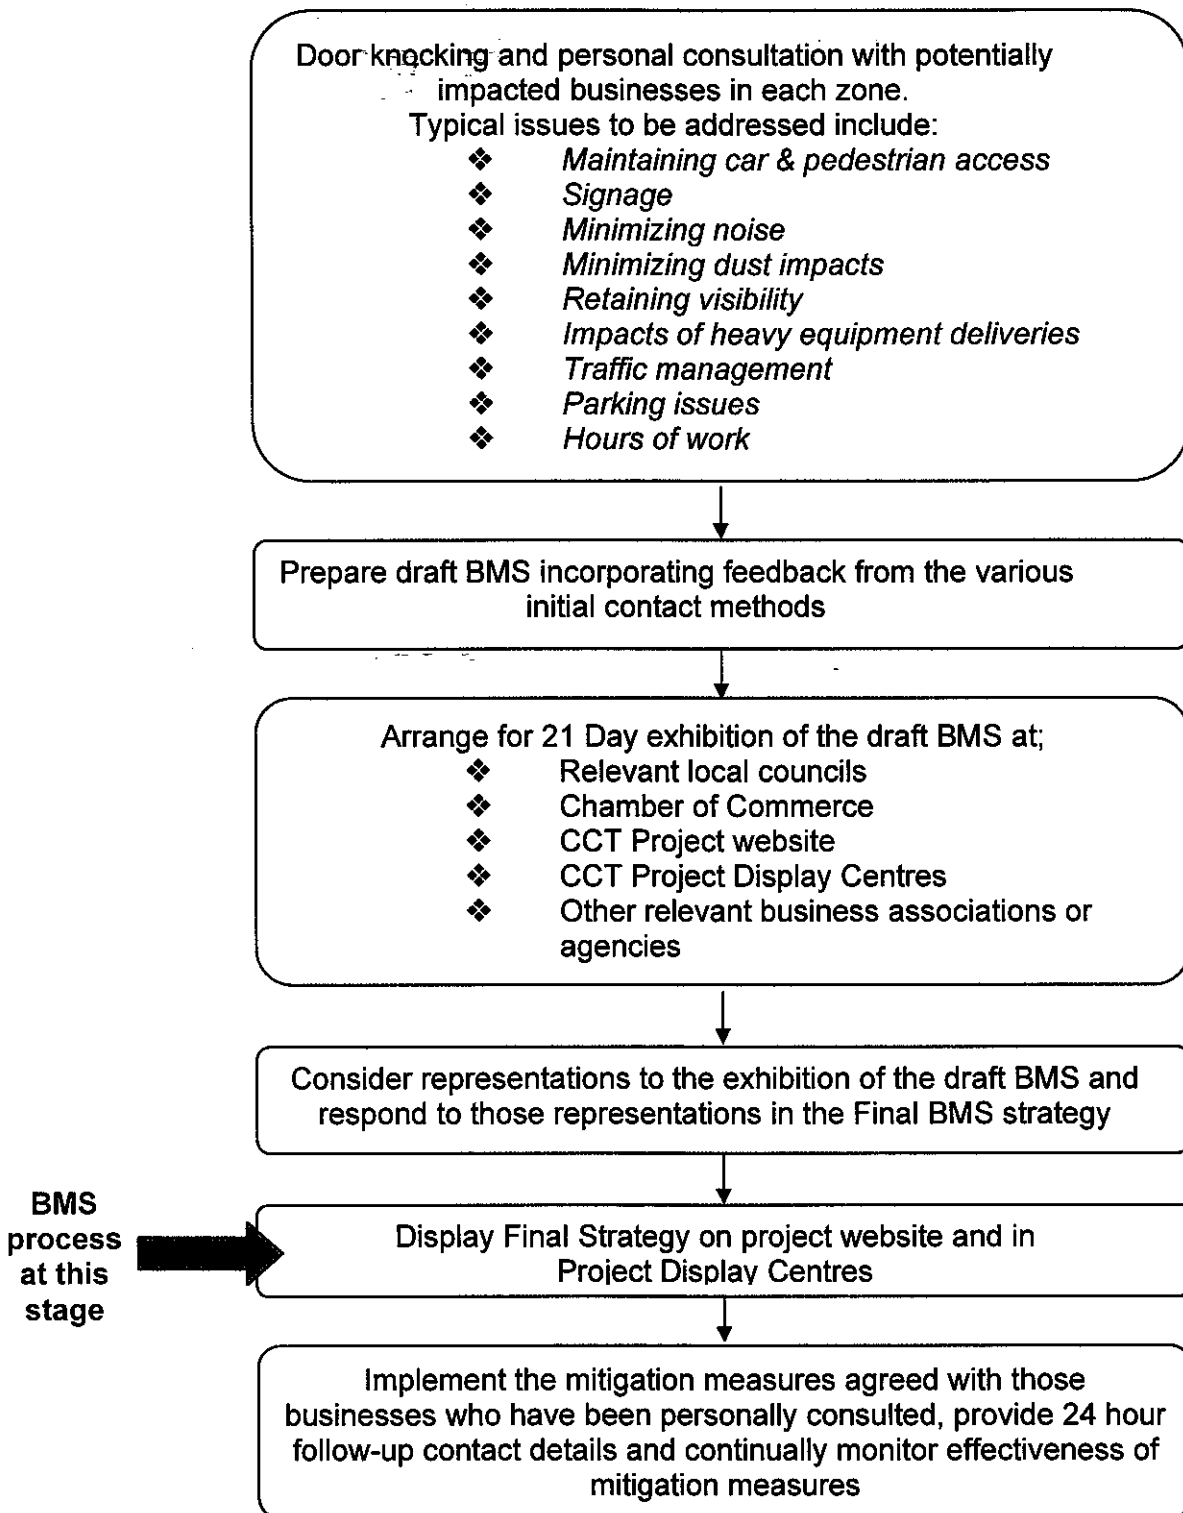 Door knocking and personal consultation with potentially
impacted businesses in each zone.
Typical issues to be addressed include:
❖ Maintaining car & pedestrian access
❖ Signage
❖ Minimizing noise
❖ Minimizing dust impacts
❖ Retaining visibility
❖ Impacts of heavy equipment deliveries
❖ Traffic management
❖ Parking issues
❖ Hours of work
Prepare draft BMS incorporating feedback from the various
initial contact methods
Arrange for 21 Day exhibition of the draft BMS at;
❖ Relevant local councils
❖ Chamber of Commerce
❖ CCT Project website
❖ CCT Project Display Centres
❖ Other relevant business associations or
agencies
Consider representations to the exhibition of the draft BMS and
respond to those representations in the Final BMS strategy
BMS
process
at this
stage
Display Final Strategy on project website and in
Project Display Centres
Implement the mitigation measures agreed with those
businesses who have been personally consulted, provide 24 hour
follow-up contact details and continually monitor effectiveness of
mitigation measures